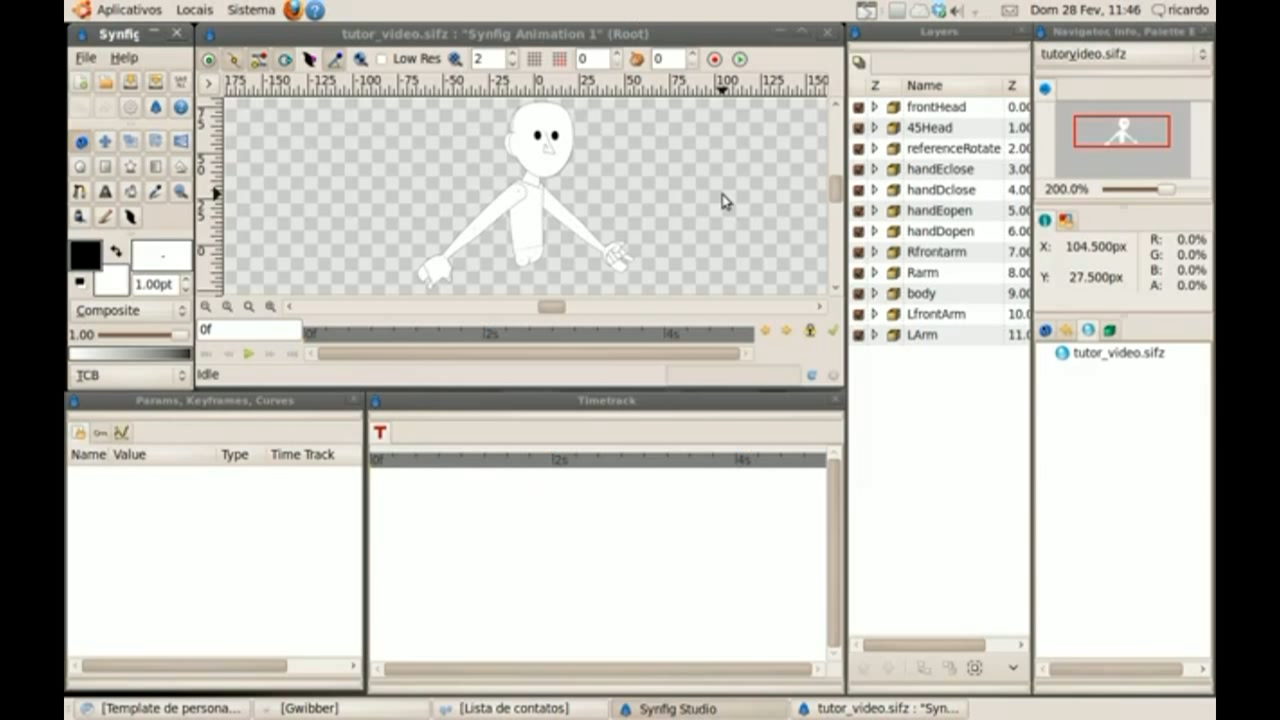 Aplicativos Locais Sistema Dom 28 Fev, 11:46 ricardo
Synfig
File Help
tutor_video.sifz : "Synfig Animation 1" (Root)
Low Res 2 0 0
175 -150 -125 -100 -75 -50 -25 0 25 50 75 100 125 150
0f
0f 2s 4s
Idle
1.00pt
Composite
1.00
TCB
Params, Keyframes, Curves
Name Value Type Time Track
Timetrack
0f 2s 4s
Layers
Z Name Z
frontHead 0.00
45Head 1.00
referenceRotate 2.00
handEclose 3.00
handDclose 4.00
handEopen 5.00
handDopen 6.00
Rfrontarm 7.00
Rarm 8.00
body 9.00
LfrontArm 10.
LArm 11.
Navigator, Info, Palette E
tutorvideo.sifz
200.0%
X: 104.500px
Y: 27.500px
R: 0.0%
G: 0.0%
B: 0.0%
A: 0.0%
tutor_video.sifz
[Template de persona... [Gwibber] [Lista de contatos] Synfig Studio tutor_video.sifz : "Syn...